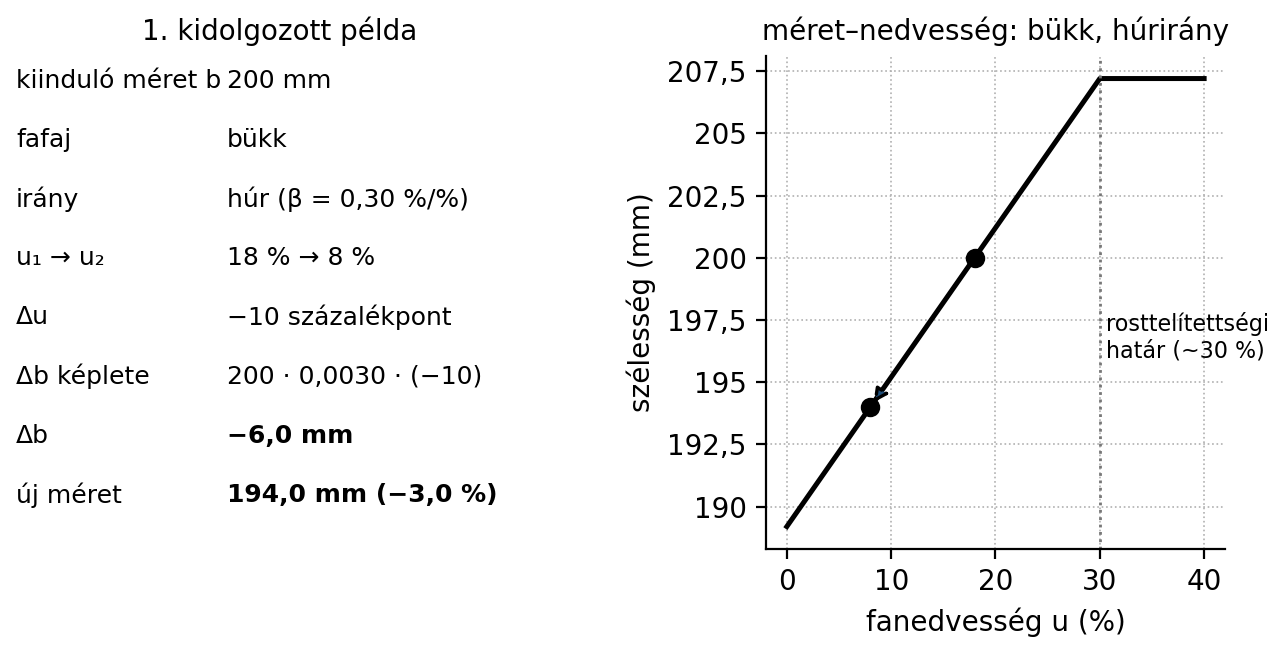 1. kidolgozott példa
kiinduló méret b 200 mm
fafaj bükk
irány húr (β = 0,30 %/%)
u₁ → u₂ 18 % → 8 %
Δu −10 százalékpont
Δb képlete 200 · 0,0030 · (−10)
Δb −6,0 mm
új méret 194,0 mm (−3,0 %)
méret–nedvesség: bükk, húrirány
szélesség (mm)
207,5
205
202,5
200
197,5
195
192,5
190
rosttelítettségi
határ (~30 %)
0 10 20 30 40
fanedvesség u (%)